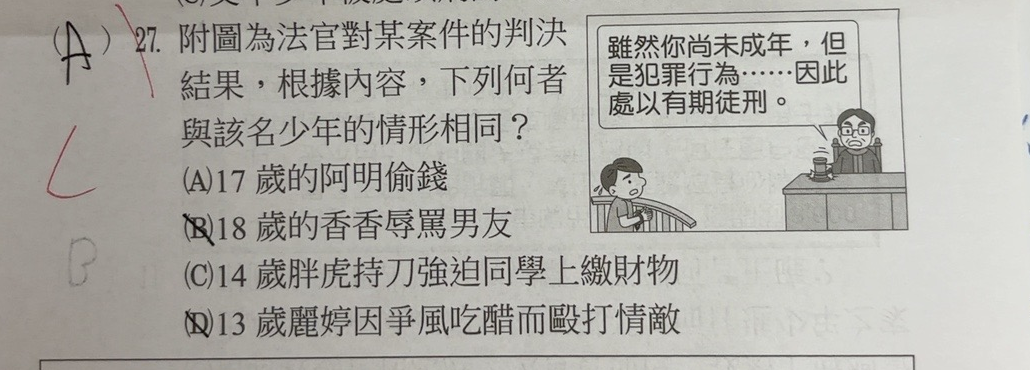 (A) 27. 附圖為法官對某案件的判決
結果，根據內容，下列何者
與該名少年的情形相同？
(A)17 歲的阿明偷錢
(B)18 歲的香香辱罵男友
(C)14 歲胖虎持刀強迫同學上繳財物
(D)13 歲麗婷因爭風吃醋而毆打情敵
雖然你尚未成年，但
是犯罪行為……因此
處以有期徒刑。
C
B